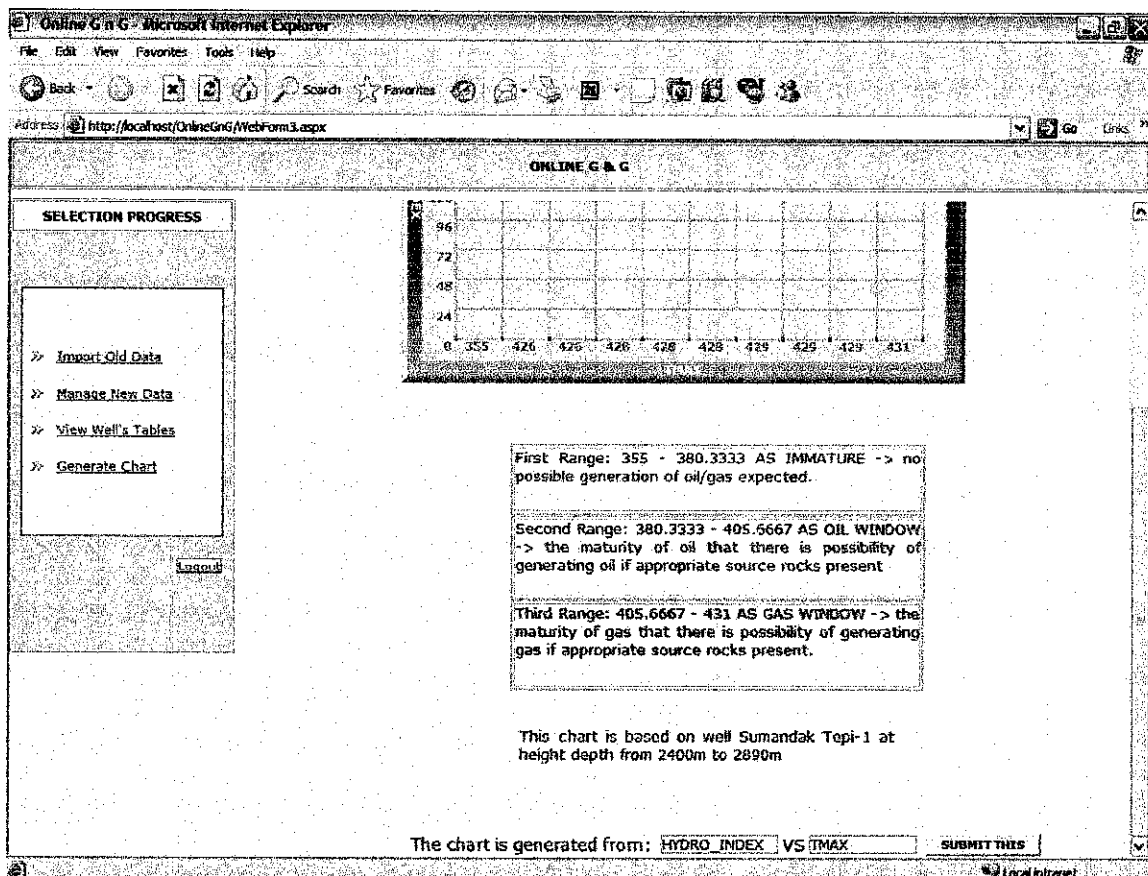 Online G n G - Microsoft Internet Explorer
File Edit View Favorites Tools Help
Back Search Favorites
Address http://localhost/OnlineGnG/WebForm3.aspx Go Links
ONLINE G & G
SELECTION PROGRESS
Import Old Data
Manage New Data
View Well's Tables
Generate Chart
Logout
96
72
48
24
0 355 426 426 426 428 428 429 429 429 431
First Range: 355 - 380.3333 AS IMMATURE -> no
possible generation of oil/gas expected.
Second Range: 380.3333 - 405.6667 AS OIL WINDOW
-> the maturity of oil that there is possibility of
generating oil if appropriate source rocks present
Third Range: 405.6667 - 431 AS GAS WINDOW -> the
maturity of gas that there is possibility of generating
gas if appropriate source rocks present.
This chart is based on well Sumandak Tepi-1 at
height depth from 2400m to 2890m
The chart is generated from: HYDRO_INDEX VS TMAX SUBMIT THIS
Local intranet